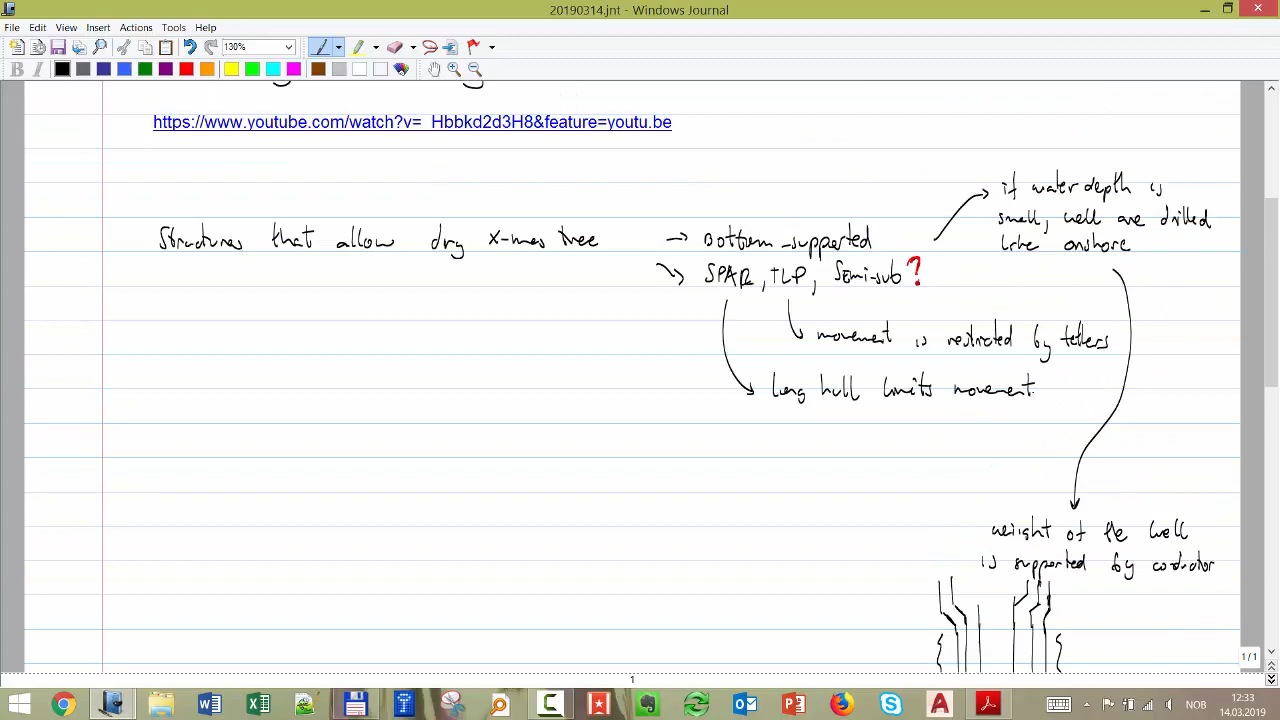 20190314.jnt - Windows Journal
File Edit View Insert Actions Tools Help
130%
B I
https://www.youtube.com/watch?v=_Hbbkd2d3H8&feature=youtu.be
if water depth is
small, well are drilled
like onshore
Structures that allow dry x-mas tree → Bottom-supported
SPAR, TLP, Semi-sub ?
movement is restricted by tethers
long hull limits movement
weight of the well
is supported by conductor
1/1
1
12:33
NOB
14.03.2019